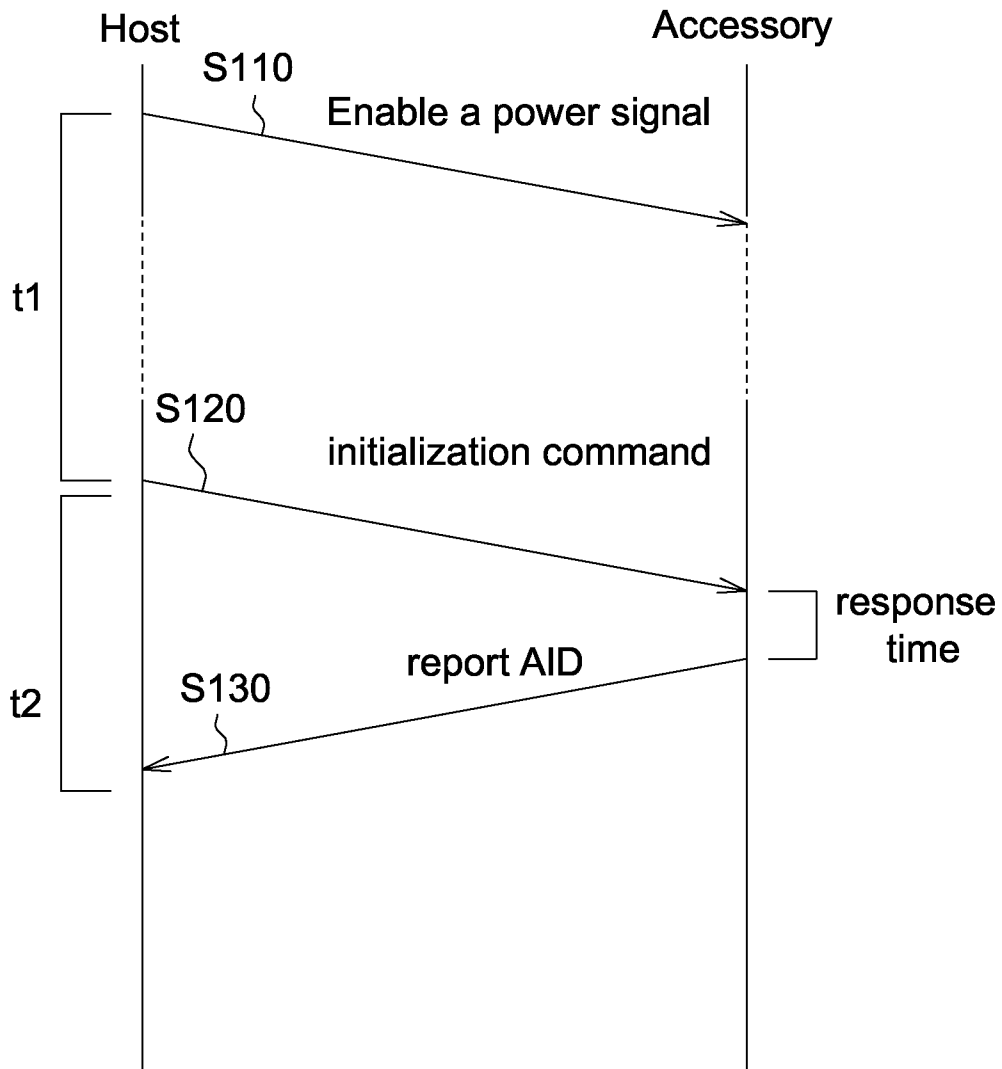 Host
Accessory
S110
Enable a power signal
t1
S120
initialization command
response
time
report AID
S130
t2